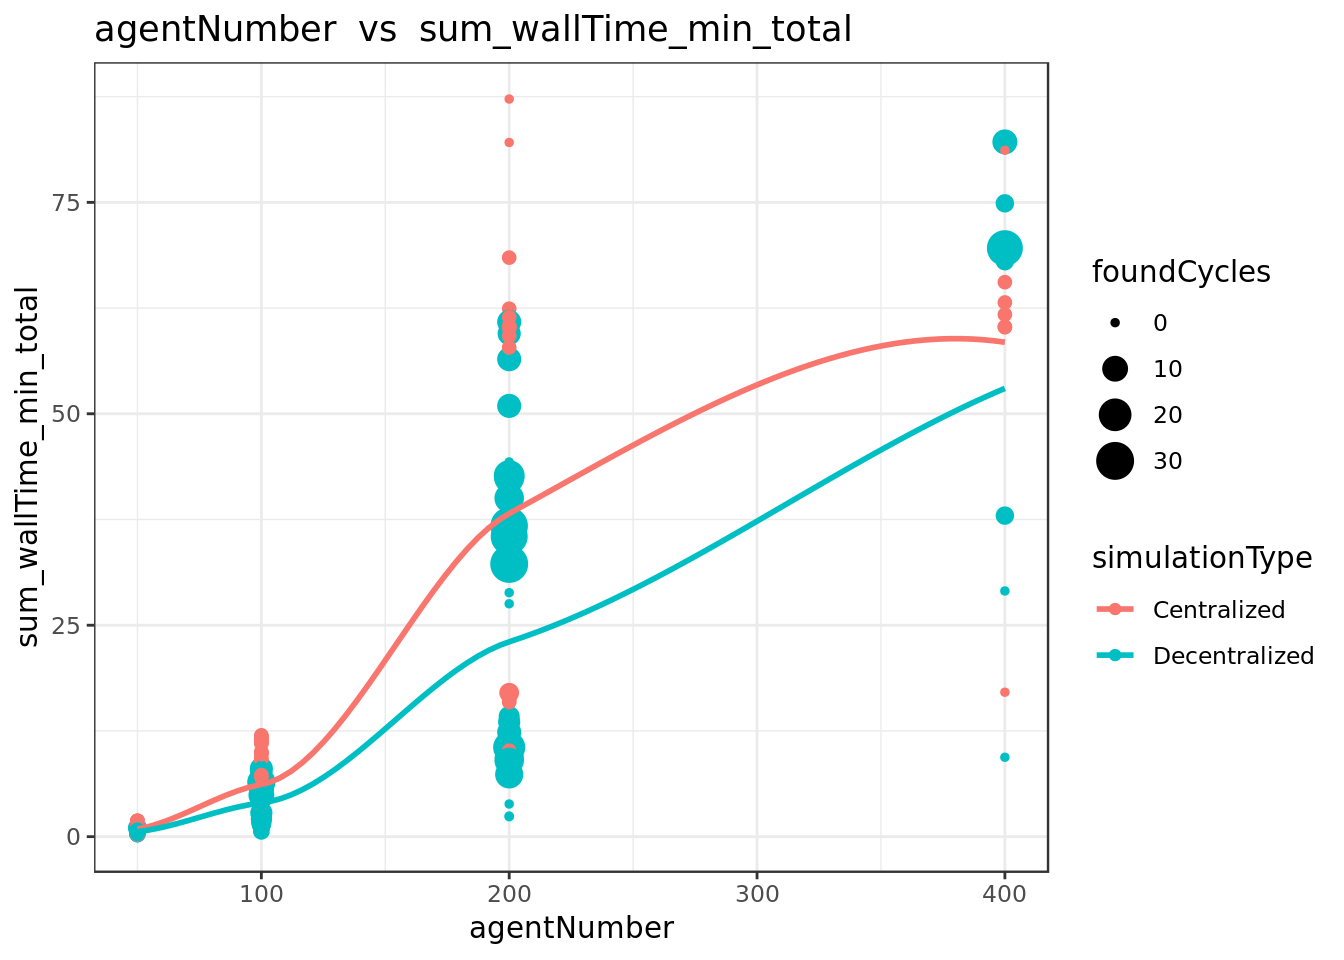 agentNumber vs sum_wallTime_min_total
sum_wallTime_min_total
75
50
25
0
100
200
300
400
agentNumber
foundCycles
0
10
20
30
simulationType
Centralized
Decentralized